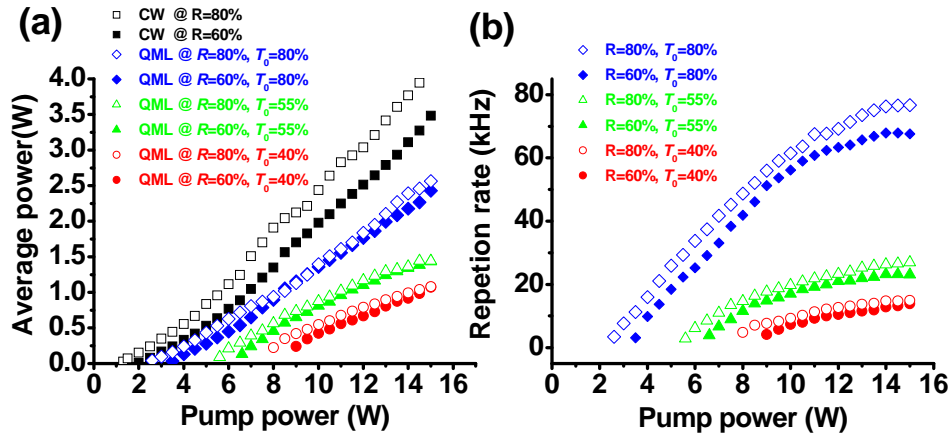 (a)
CW @ R=80%
CW @ R=60%
QML @ R=80%, T0=80%
QML @ R=60%, T0=80%
QML @ R=80%, T0=55%
QML @ R=60%, T0=55%
QML @ R=80%, T0=40%
QML @ R=60%, T0=40%
Average power(W)
4.0
3.5
3.0
2.5
2.0
1.5
1.0
0.5
0.0
0 2 4 6 8 10 12 14 16
Pump power (W)
(b)
R=80%, T0=80%
R=60%, T0=80%
R=80%, T0=55%
R=60%, T0=55%
R=80%, T0=40%
R=60%, T0=40%
Repetion rate (kHz)
80
60
40
20
0
0 2 4 6 8 10 12 14 16
Pump power (W)